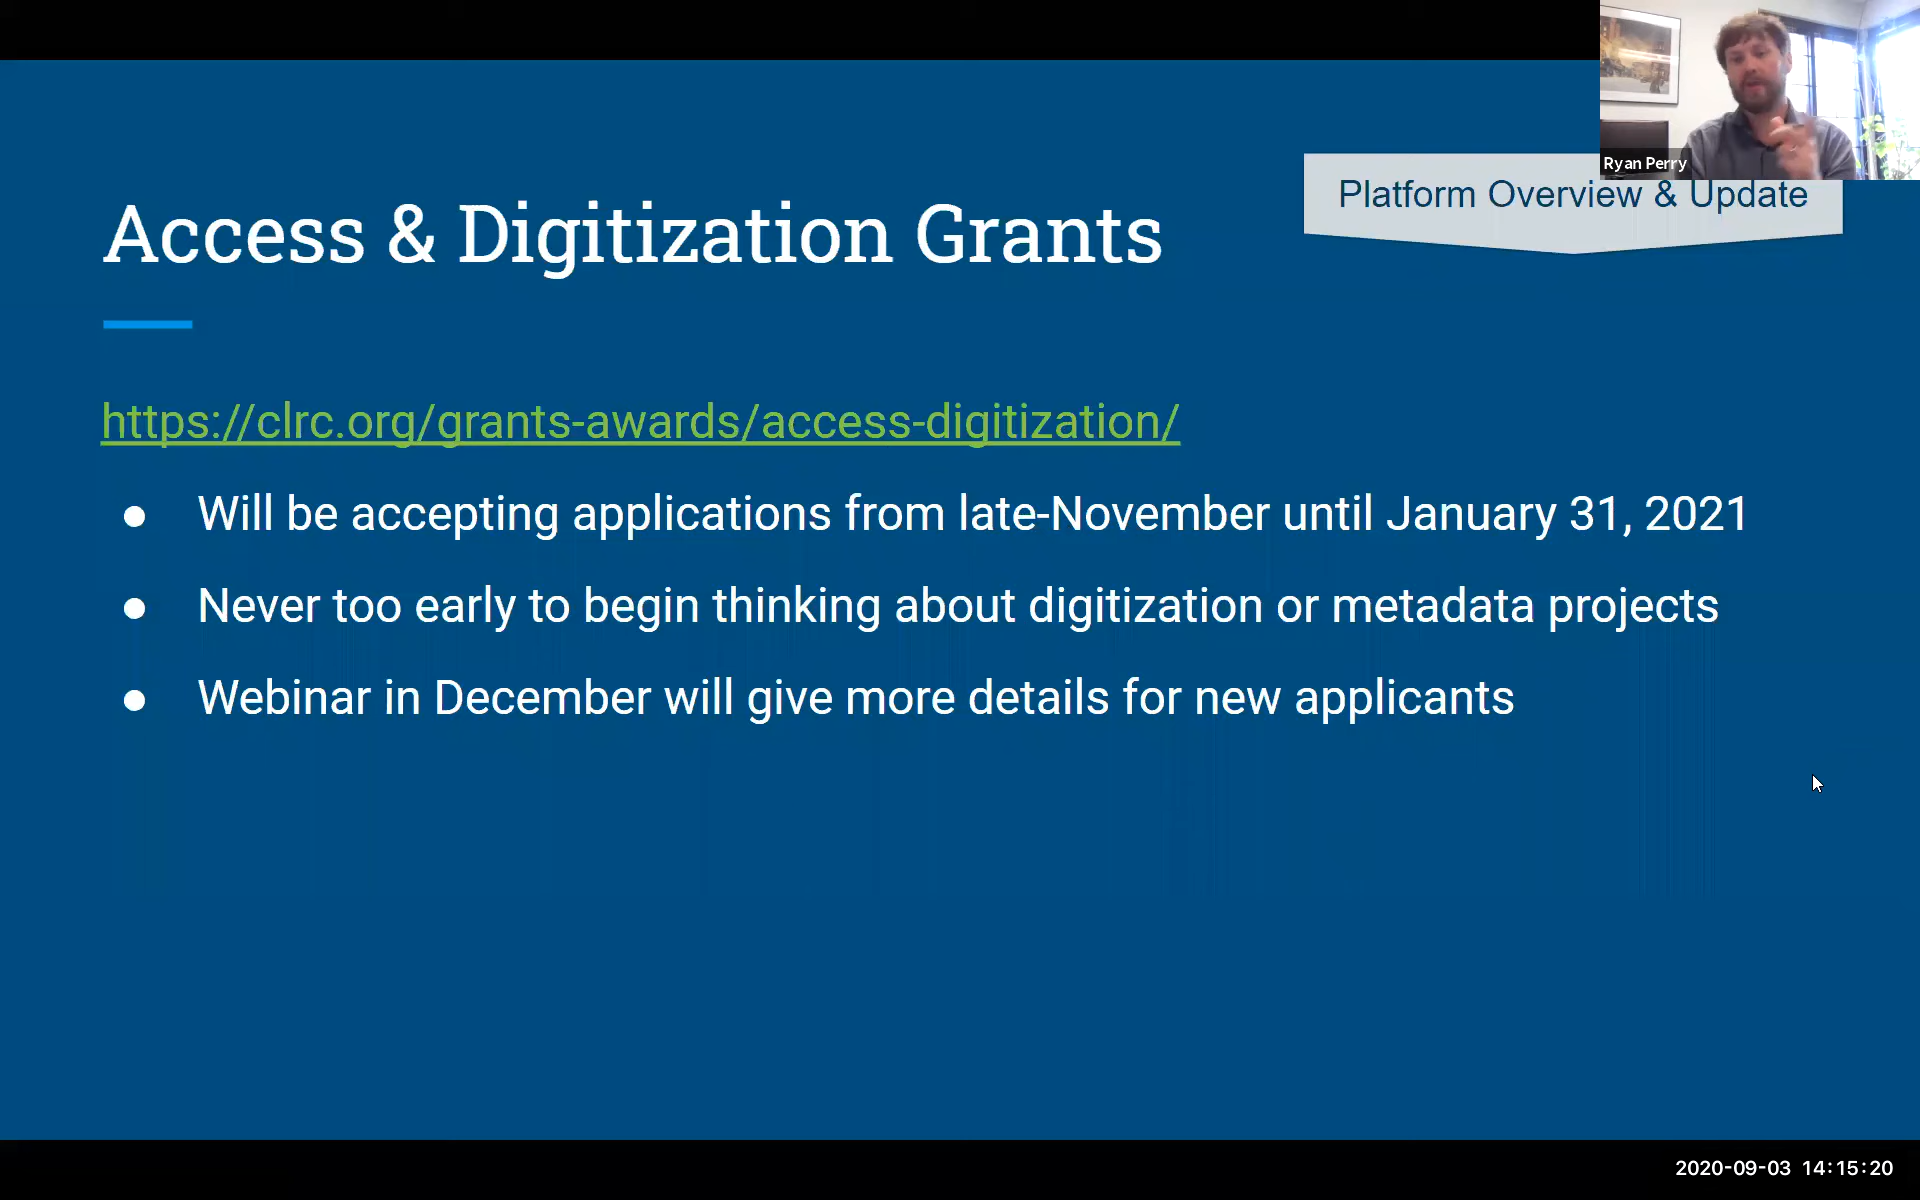 Ryan Perry
Platform Overview & Update
Access & Digitization Grants
https://clrc.org/grants-awards/access-digitization/
● Will be accepting applications from late-November until January 31, 2021
● Never too early to begin thinking about digitization or metadata projects
● Webinar in December will give more details for new applicants
2020-09-03 14:15:20